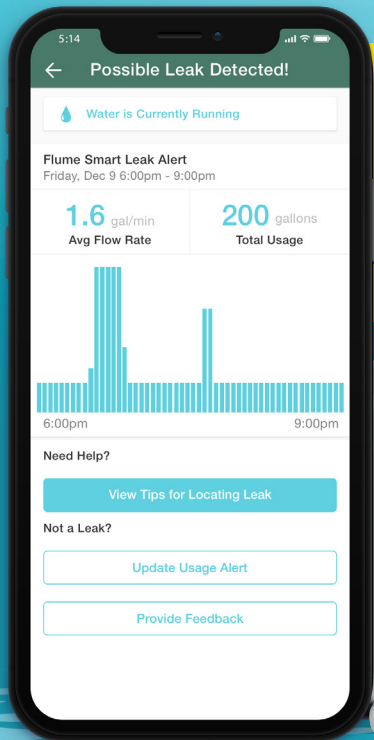 5:14
Possible Leak Detected!
Water is Currently Running
Flume Smart Leak Alert
Friday, Dec 9 6:00pm - 9:00pm
1.6 gal/min
Avg Flow Rate
200 gallons
Total Usage
6:00pm
9:00pm
Need Help?
View Tips for Locating Leak
Not a Leak?
Update Usage Alert
Provide Feedback